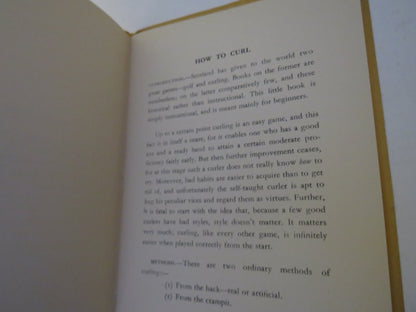 HOW TO CURL
INTRODUCTION.—Scotland has given to the world two
great games—golf and curling. Books on the former are
numberless; on the latter comparatively few, and these
historical rather than instructional. This little book is
simply instructional, and is meant mainly for beginners.
Up to a certain point curling is an easy game, and this
fact is in itself a snare, for it enables one who has a good
eye and a ready hand to attain a certain moderate (pro-
ficiency fairly early. But then further improvement ceases,
for at this stage such a curler does not really know how to
try. Moreover, bad habits are easier to acquire than to get
rid of, and unfortunately the self-taught curler is apt to
hug his peculiar vices and regard them as virtues. Further,
it is fatal to start with the idea that, because a few good
markers have bad styles, style doesn't matter. It matters
very much; curling, like every other game, is infinitely
easier when played correctly from the start.
METHODS.—There are two ordinary methods of
curling:—
(1) From the hack—real or artificial.
(2) From the crampit.